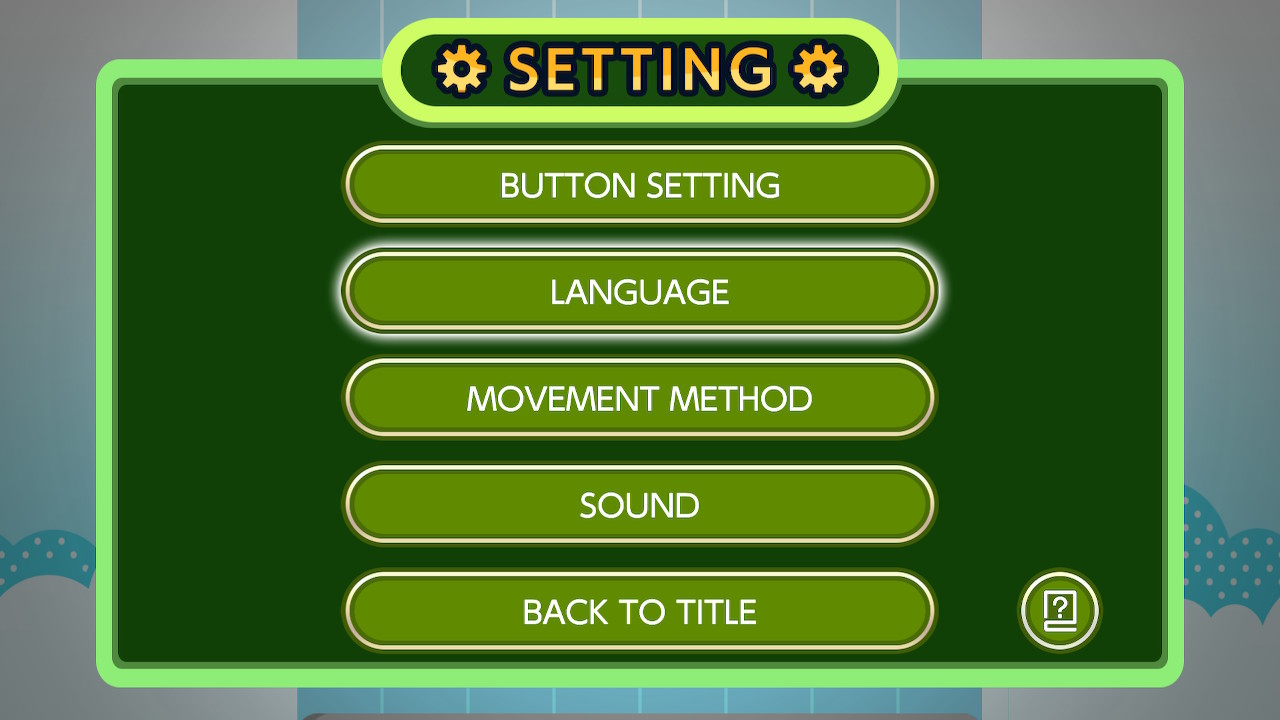 SETTING
BUTTON SETTING
LANGUAGE
MOVEMENT METHOD
SOUND
BACK TO TITLE
?